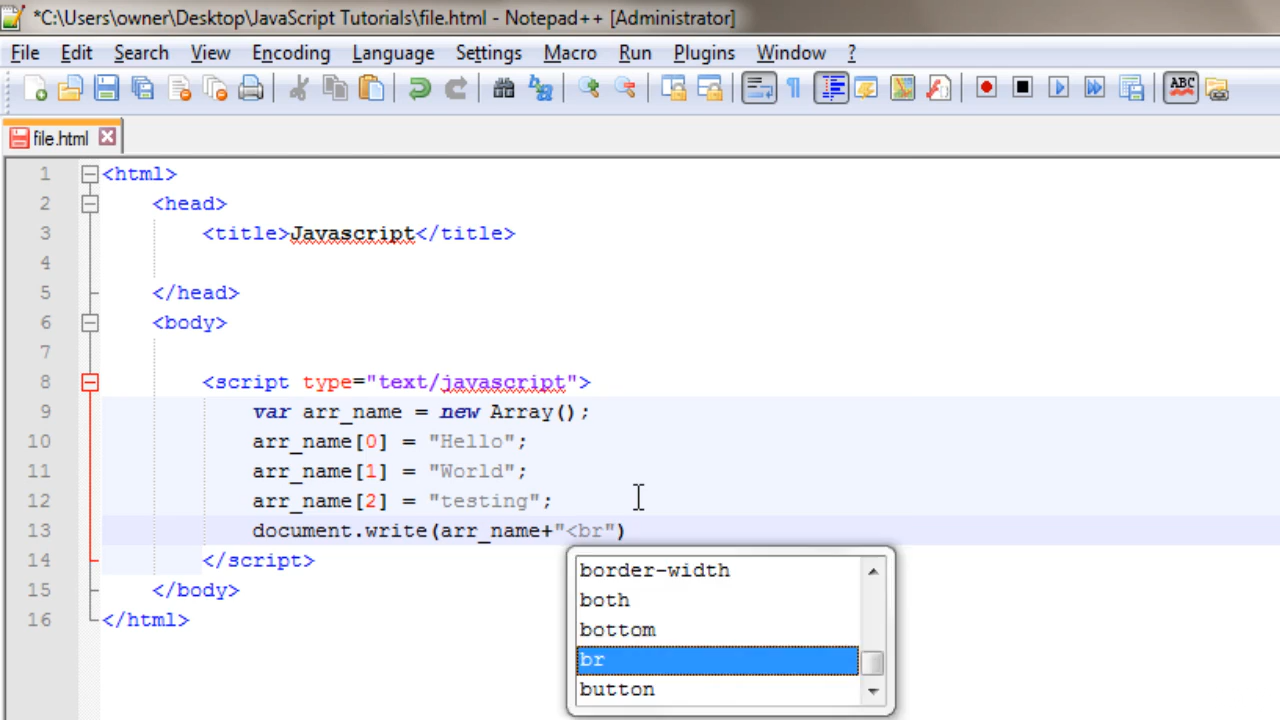 *C:\Users\owner\Desktop\JavaScript Tutorials\file.html - Notepad++ [Administrator]
File Edit Search View Encoding Language Settings Macro Run Plugins Window ?
ABC
file.html
1 <html>
2 <head>
3 <title>Javascript</title>
4
5 </head>
6 <body>
7
8 <script type="text/javascript">
9 var arr_name = new Array();
10 arr_name[0] = "Hello";
11 arr_name[1] = "World";
12 arr_name[2] = "testing";
13 document.write(arr_name+"<br")
14 </script>
15 </body>
16 </html>
border-width
both
bottom
br
button